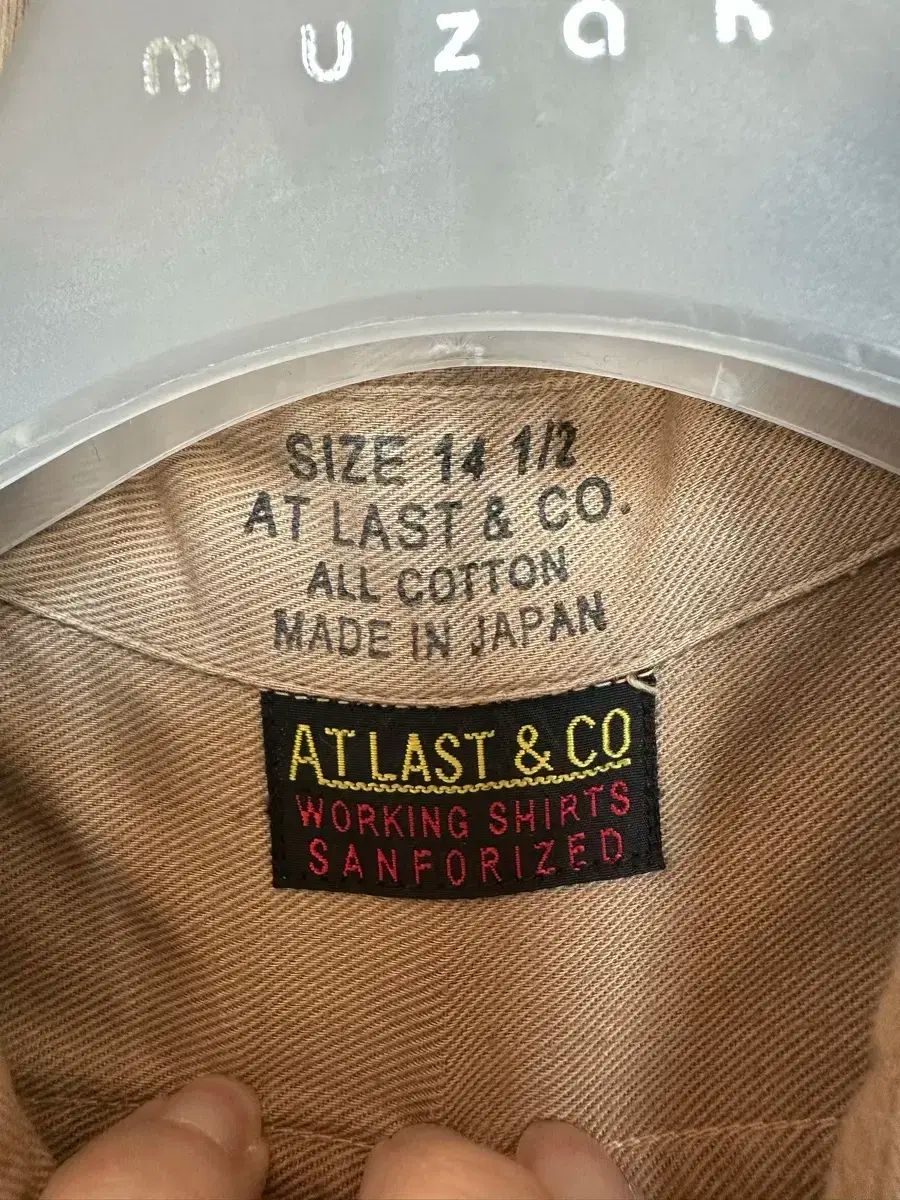 muzak
SIZE 14 1/2
AT LAST & CO.
ALL COTTON
MADE IN JAPAN
AT LAST & CO
WORKING SHIRTS
SANFORIZED